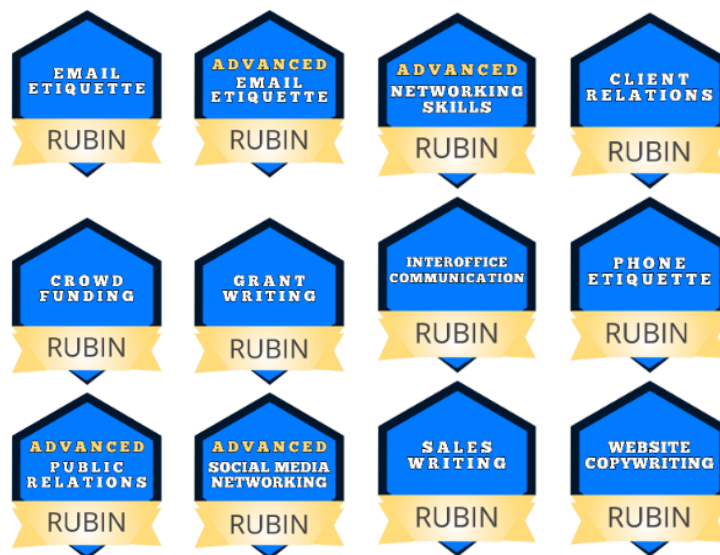 EMAIL
ETIQUETTE
RUBIN
ADVANCED
EMAIL
ETIQUETTE
RUBIN
ADVANCED
NETWORKING
SKILLS
RUBIN
CLIENT
RELATIONS
RUBIN
CROWD
FUNDING
RUBIN
GRANT
WRITING
RUBIN
INTEROFFICE
COMMUNICATION
RUBIN
PHONE
ETIQUETTE
RUBIN
ADVANCED
PUBLIC
RELATIONS
RUBIN
ADVANCED
SOCIAL MEDIA
NETWORKING
RUBIN
SALES
WRITING
RUBIN
WEBSITE
COPYWRITING
RUBIN